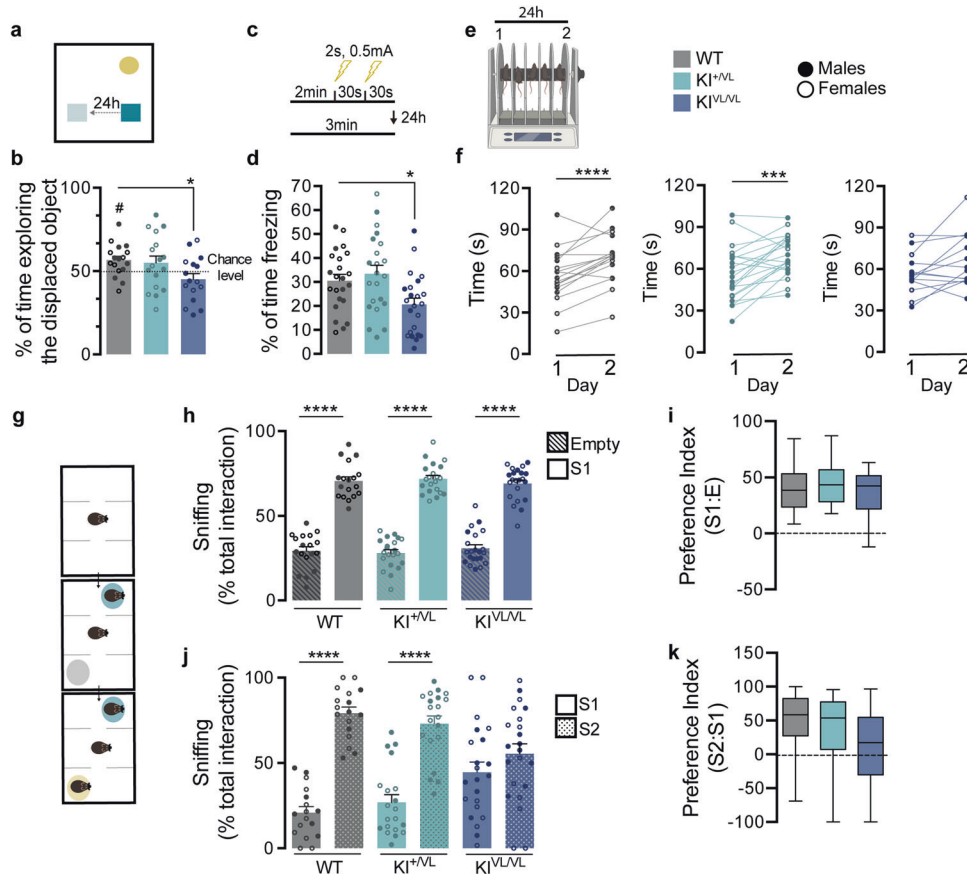 a
24h
c
2s, 0.5mA
2min 30s 30s
24h
3min
e
24h
1 2
WT
KI+/VL
KIVL/VL
Males
Females
b
% of time exploring
the displaced object
100
50
0
#
*
Chance
level
d
% of time freezing
70
60
50
40
30
20
10
0
*
f
Time (s)
120
90
60
30
0
****
1 2
Day
Time (s)
120
90
60
30
0
***
1 2
Day
Time (s)
120
90
60
30
0
1 2
Day
g
h
Sniffing
(% total interaction)
100
50
0
**** **** ****
Empty
S1
WT KI+/VL KIVL/VL
i
Preference Index
(S1:E)
100
50
0
-50
j
Sniffing
(% total interaction)
100
50
0
**** ****
S1
S2
WT KI+/VL KIVL/VL
k
Preference Index
(S2:S1)
100
50
0
-50
-100